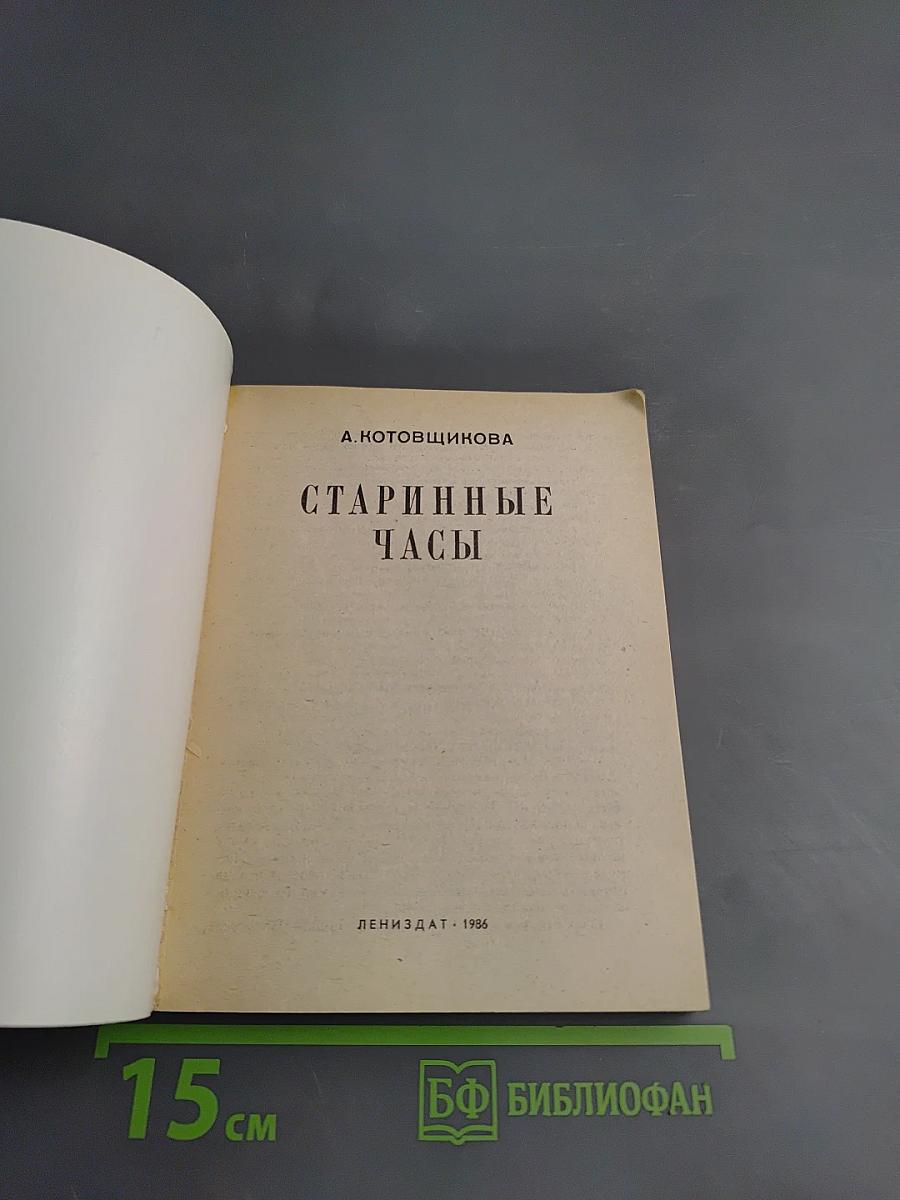 А. КОТОВЩИКОВА
СТАРИННЫЕ
ЧАСЫ
ЛЕНИЗДАТ · 1986
15 см
БФ БИБЛИОФАН